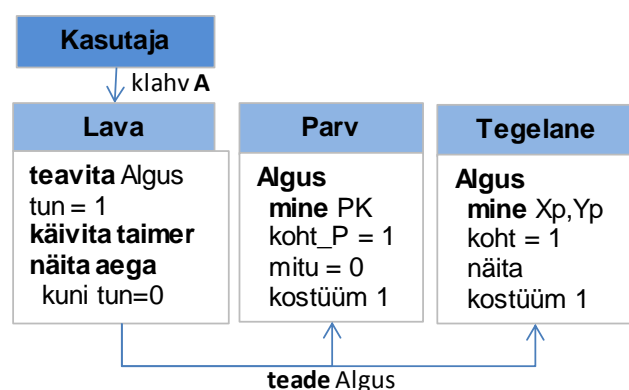 Kasutaja
klahv A
Lava
teavita Algus
tun = 1
käivita taimer
näita aega
kuni tun=0
Parv
Algus
mine PK
koht_P = 1
mitu = 0
kostüüm 1
Tegelane
Algus
mine Xp,Yp
koht = 1
näita
kostüüm 1
teade Algus